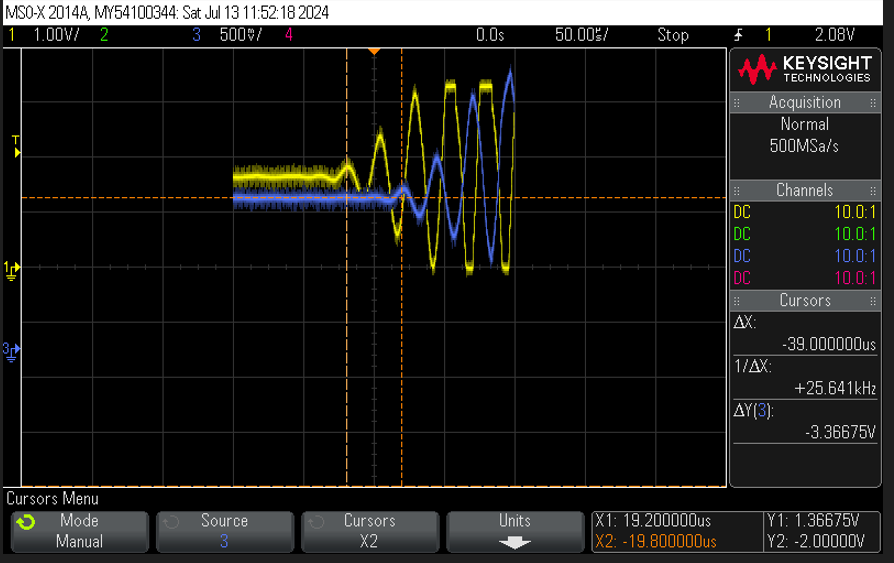 MSO-X 2014A, MY54100344: Sat Jul 13 11:52:18 2024
1 1.00V/ 2 3 500mV/ 4 0.0s 50.00us/ Stop 1 2.08V
KEYSIGHT
TECHNOLOGIES
Acquisition
Normal
500MSa/s
Channels
DC 10.0:1
DC 10.0:1
DC 10.0:1
DC 10.0:1
Cursors
ΔX:
-39.000000us
1/ΔX:
+25.641kHz
ΔY(3):
-3.36675V
T
1
3
Cursors Menu
Mode
Manual
Source
3
Cursors
X2
Units
X1: 19.200000us
X2: -19.800000us
Y1: 1.36675V
Y2: -2.00000V